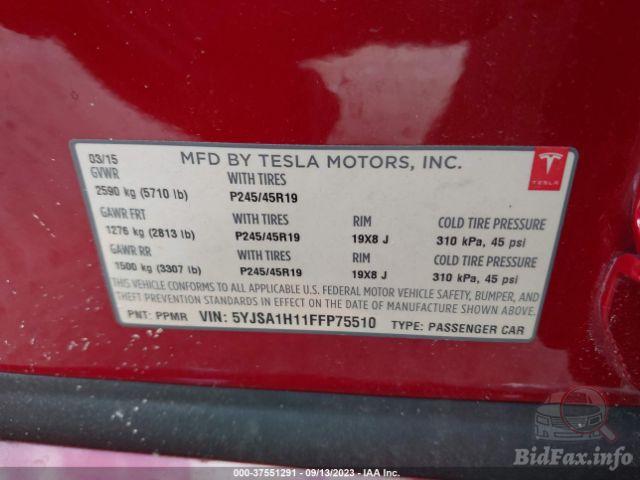 03/15 MFD BY TESLA MOTORS, INC.
GVWR WITH TIRES
2590 kg (5710 lb) P245/45R19
GAWR FRT WITH TIRES RIM COLD TIRE PRESSURE
1276 kg (2813 lb) P245/45R19 19X8 J 310 kPa, 45 psi
GAWR RR WITH TIRES RIM COLD TIRE PRESSURE
1500 kg (3307 lb) P245/45R19 19X8 J 310 kPa, 45 psi
THIS VEHICLE CONFORMS TO ALL APPLICABLE U.S. FEDERAL MOTOR VEHICLE SAFETY, BUMPER, AND
THEFT PREVENTION STANDARDS IN EFFECT ON THE DATE OF MANUFACTURE SHOWN ABOVE.
PNT: PPMR VIN: 5YJSA1H11FFP75510 TYPE: PASSENGER CAR
TESLA
BidFax.info
000-37551291 - 09/13/2023 - IAA Inc.